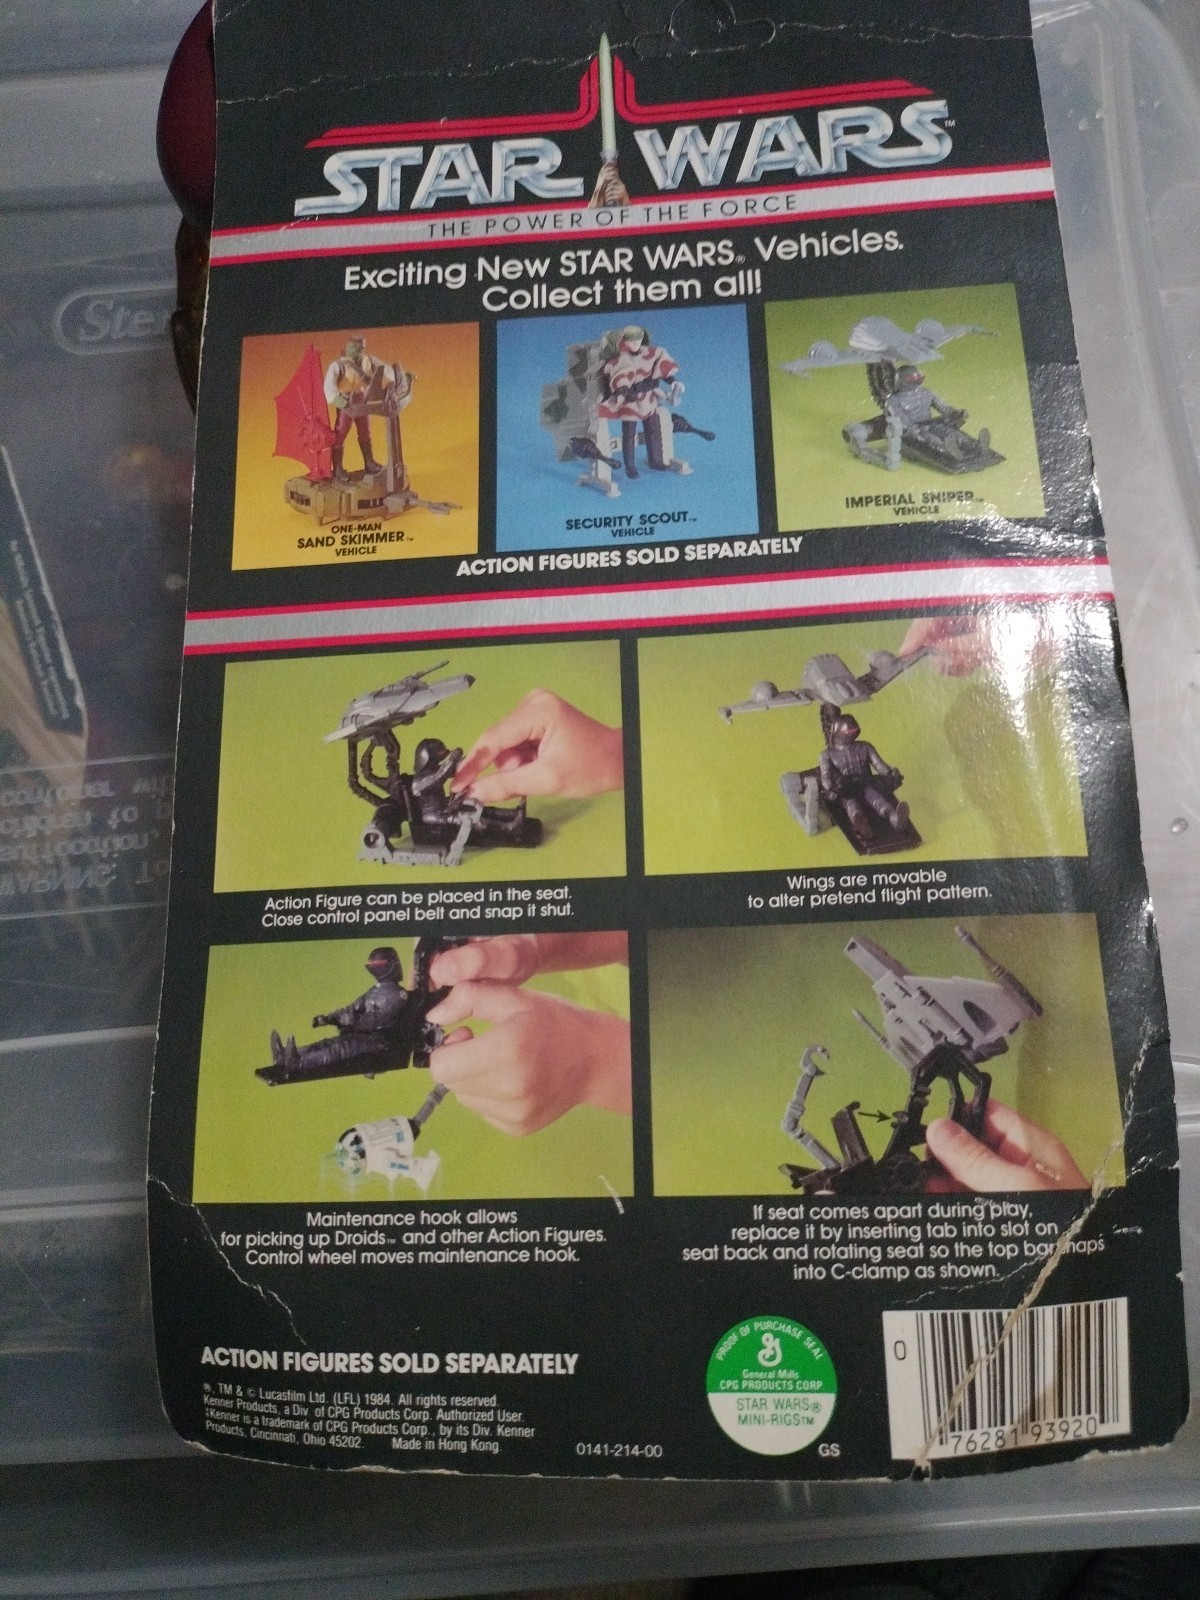 STAR WARS™
THE POWER OF THE FORCE
Exciting New STAR WARS® Vehicles.
Collect them all!
ONE-MAN
SAND SKIMMER™
VEHICLE
SECURITY SCOUT™
VEHICLE
IMPERIAL SNIPER™
VEHICLE
ACTION FIGURES SOLD SEPARATELY
Action Figure can be placed in the seat.
Close control panel belt and snap it shut.
Wings are movable
to alter pretend flight pattern.
Maintenance hook allows
for picking up Droids™ and other Action Figures.
Control wheel moves maintenance hook.
If seat comes apart during play,
replace it by inserting tab into slot on
seat back and rotating seat so the top bar snaps
into C-clamp as shown.
ACTION FIGURES SOLD SEPARATELY
®, TM & © Lucasfilm Ltd. (LFL) 1984. All rights reserved.
Kenner Products, a Div. of CPG Products Corp. Authorized User.
Kenner is a trademark of CPG Products Corp., by its Div. Kenner
Products, Cincinnati, Ohio 45202. Made in Hong Kong.
0141-214-00
PROOF OF PURCHASE SEAL
General Mills
CPG PRODUCTS CORP.
STAR WARS®
MINI-RIGS™
GS
0 76281 93920
Ster